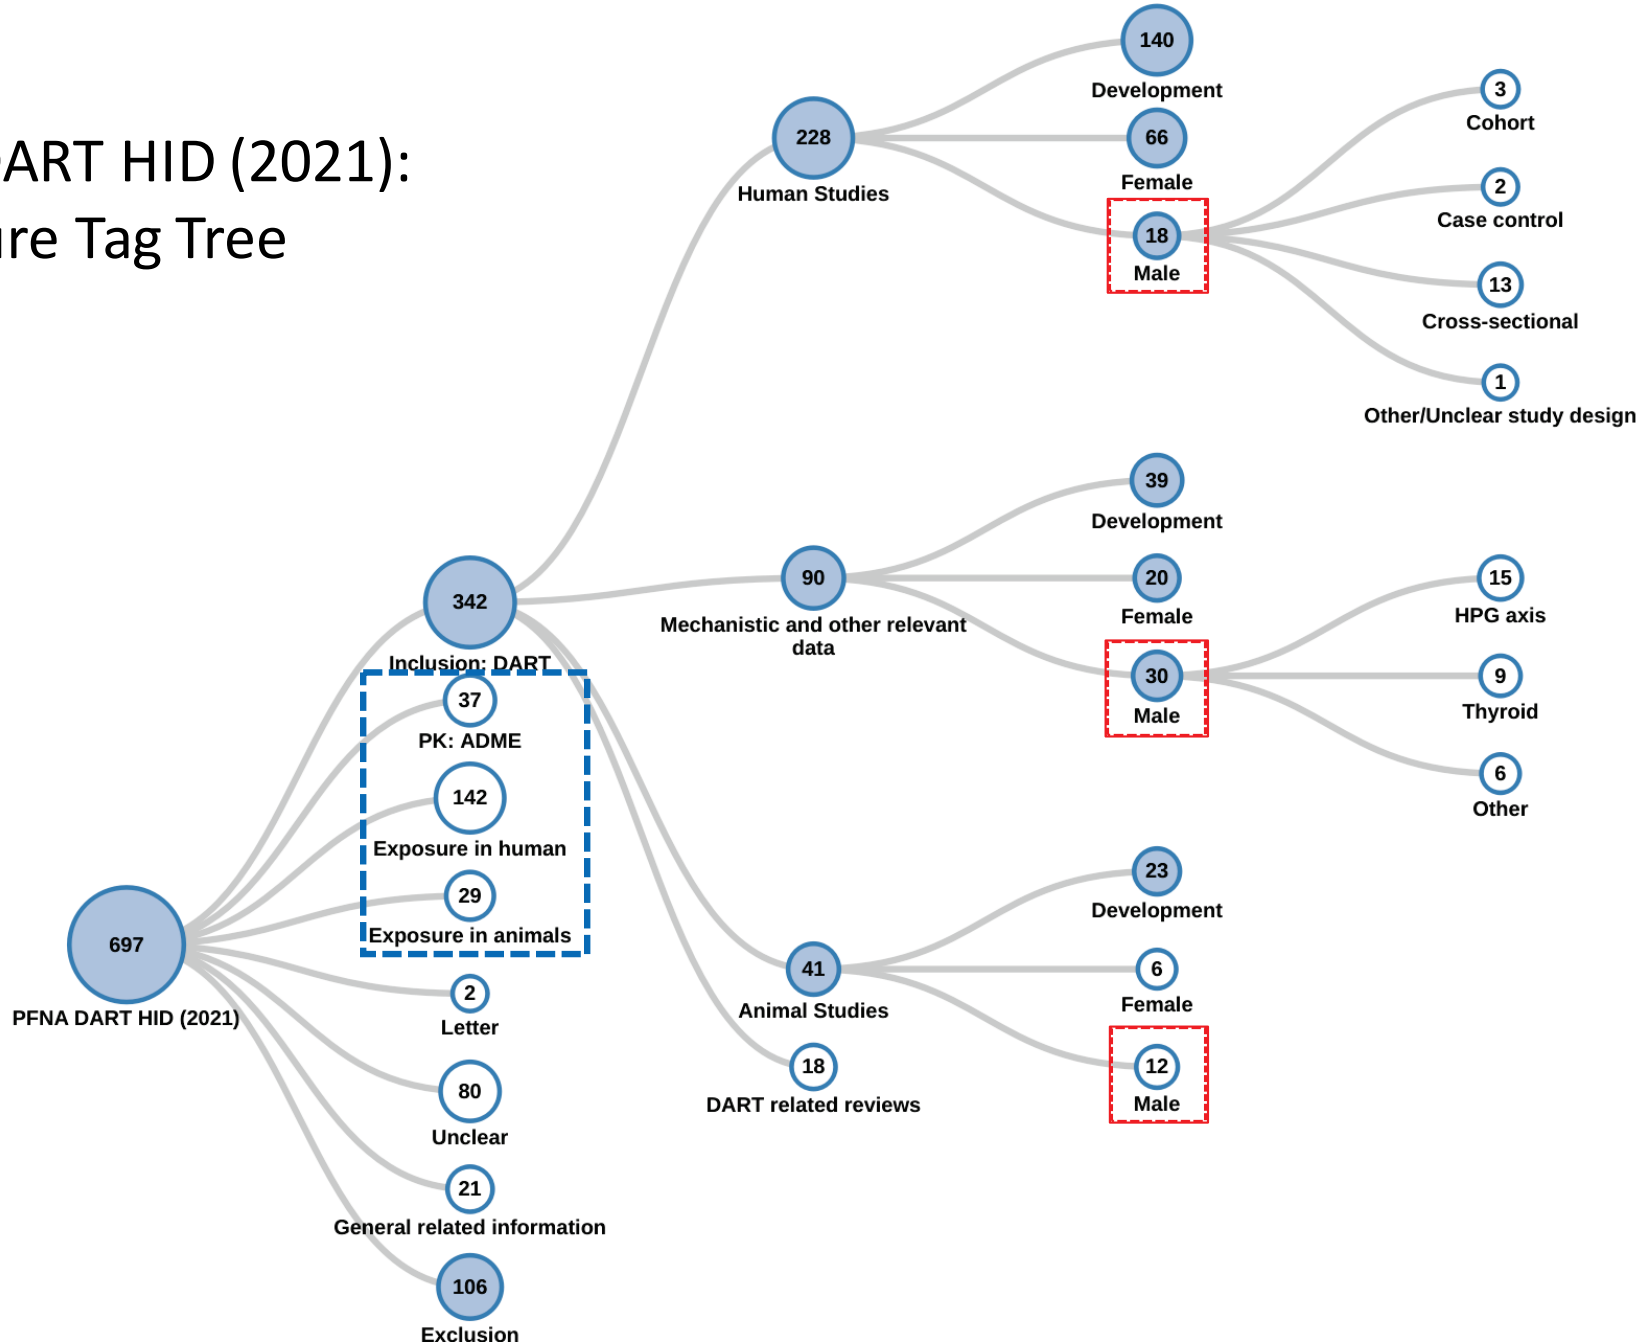 DART HID (2021):
ure Tag Tree
140
Development
228
Human Studies
66
Female
18
Male
3
Cohort
2
Case control
13
Cross-sectional
1
Other/Unclear study design
342
Inclusion: DART
90
Mechanistic and other relevant
data
39
Development
20
Female
30
Male
15
HPG axis
9
Thyroid
6
Other
37
PK: ADME
142
Exposure in human
29
Exposure in animals
697
PFNA DART HID (2021)
2
Letter
80
Unclear
21
General related information
106
Exclusion
41
Animal Studies
18
DART related reviews
23
Development
6
Female
12
Male